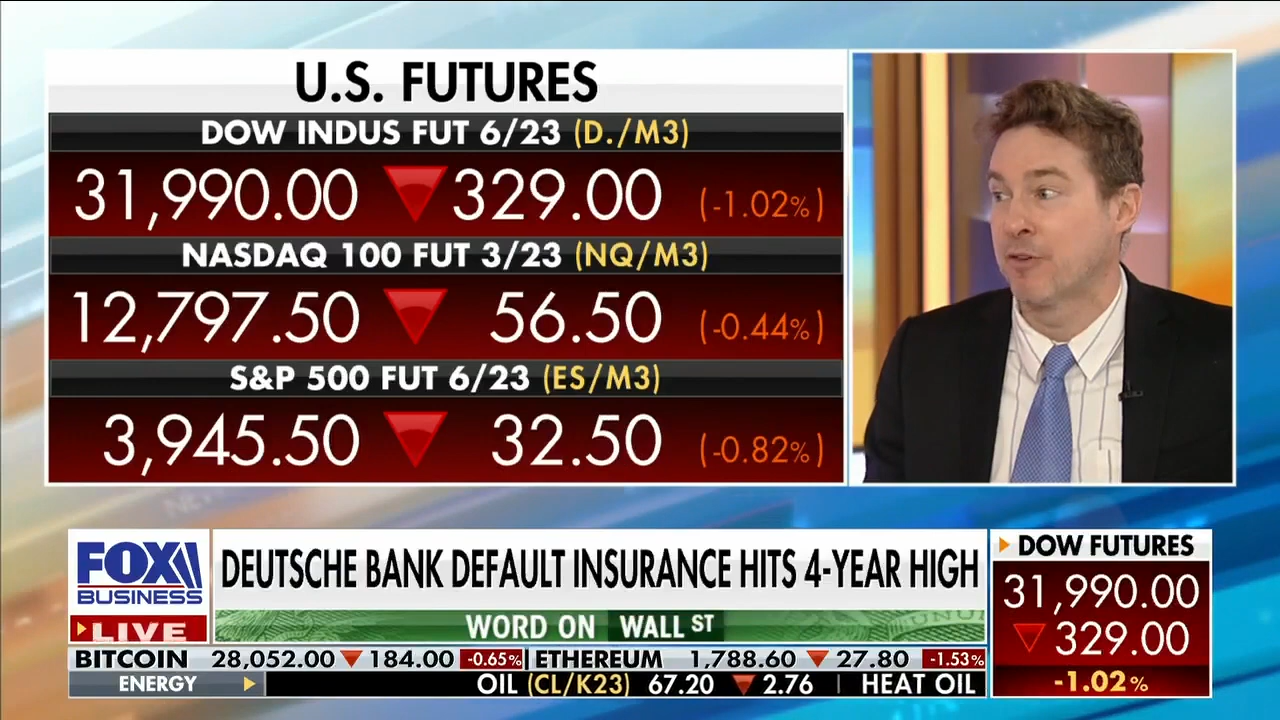 U.S. FUTURES
DOW INDUS FUT 6/23 (D./M3)
31,990.00 ▼ 329.00 (-1.02%)
NASDAQ 100 FUT 3/23 (NQ/M3)
12,797.50 ▼ 56.50 (-0.44%)
S&P 500 FUT 6/23 (ES/M3)
3,945.50 ▼ 32.50 (-0.82%)
FOX BUSINESS
LIVE
DEUTSCHE BANK DEFAULT INSURANCE HITS 4-YEAR HIGH
WORD ON WALL ST
DOW FUTURES
31,990.00
▼ 329.00
-1.02%
BITCOIN 28,052.00 ▼ 184.00 -0.65% ETHEREUM 1,788.60 ▼ 27.80 -1.53%
ENERGY OIL (CL/K23) 67.20 ▼ 2.76 HEAT OIL